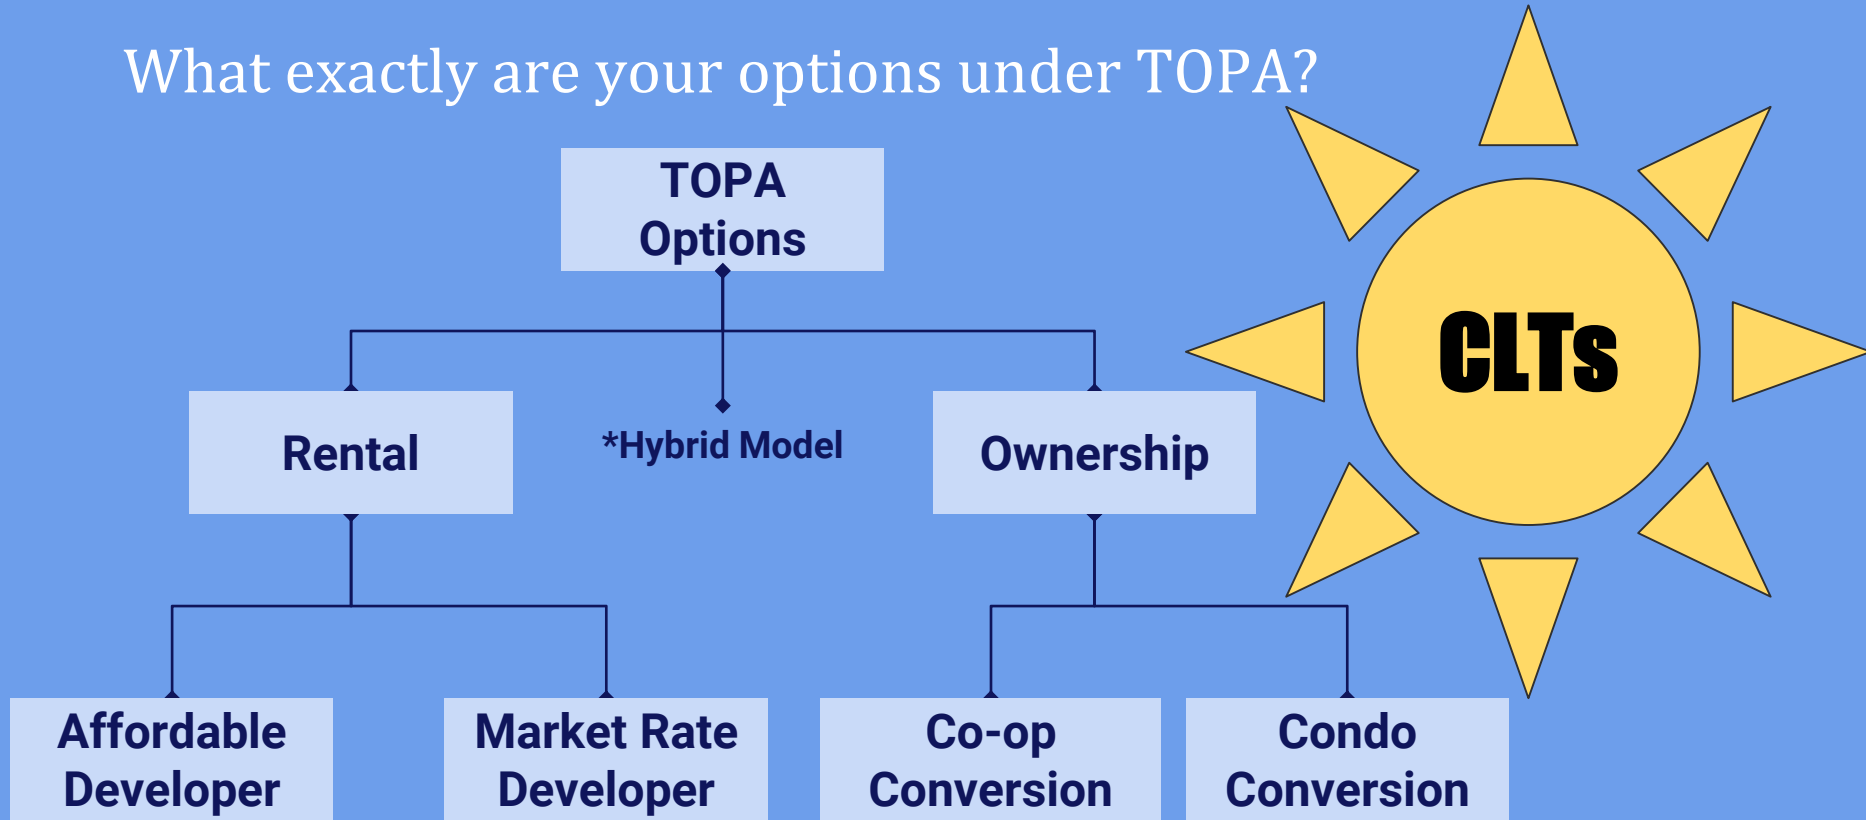 What exactly are your options under TOPA?
TOPA
Options
CLTs
Rental
*Hybrid Model
Ownership
Affordable
Developer
Market Rate
Developer
Co-op
Conversion
Condo
Conversion